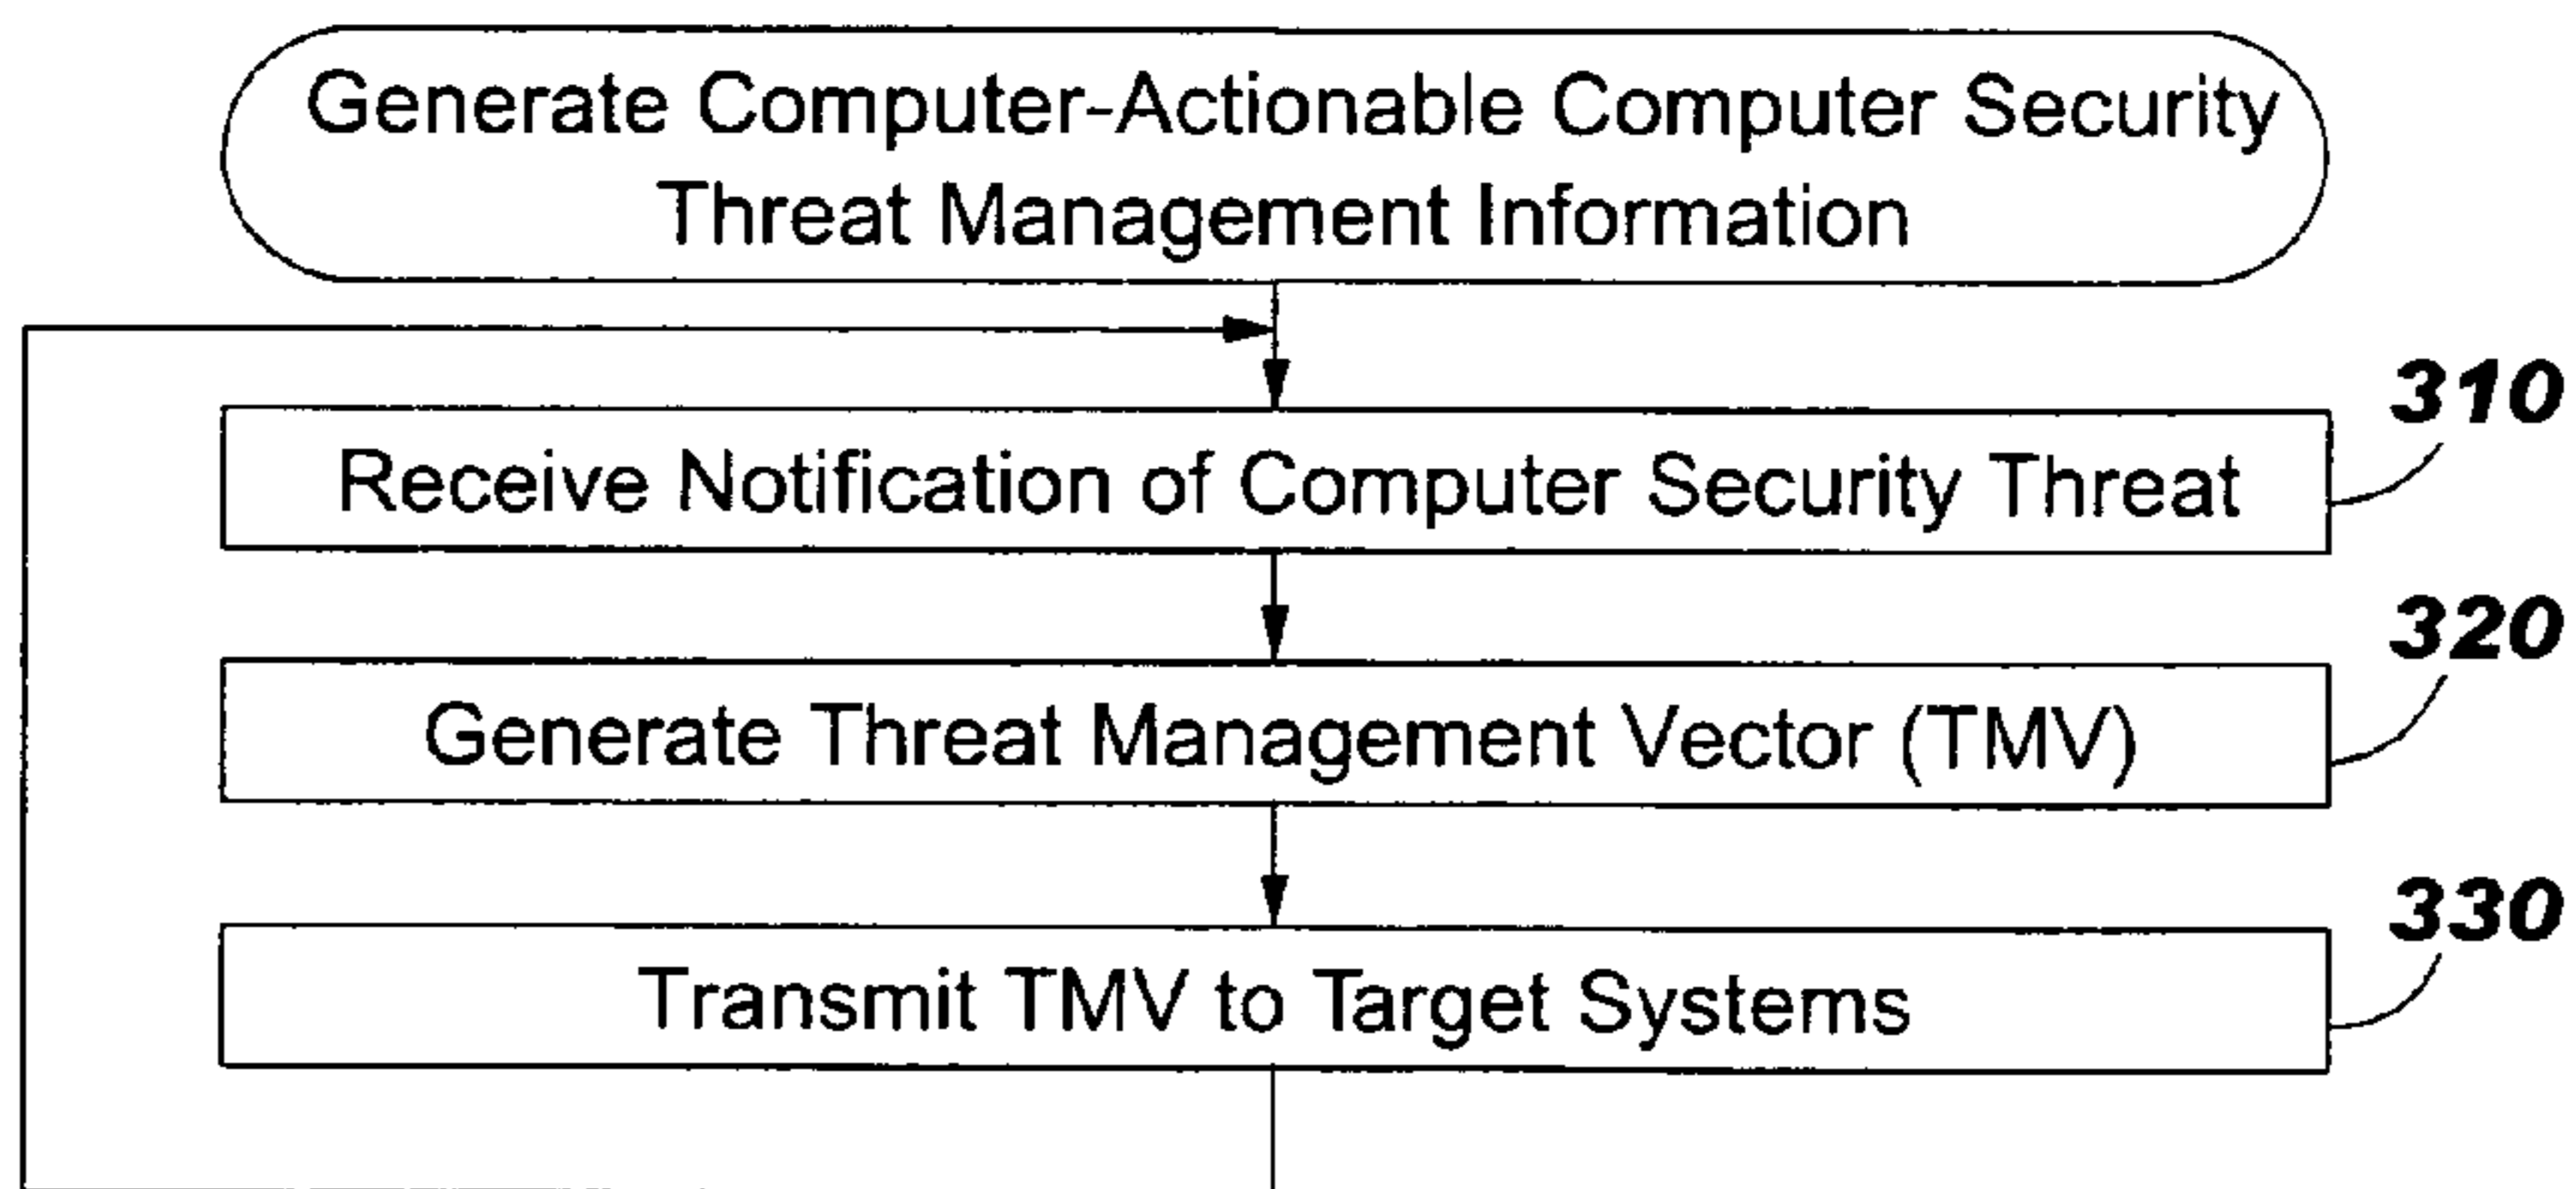 Generate Computer-Actionable Computer Security
Threat Management Information
310
Receive Notification of Computer Security Threat
320
Generate Threat Management Vector (TMV)
330
Transmit TMV to Target Systems